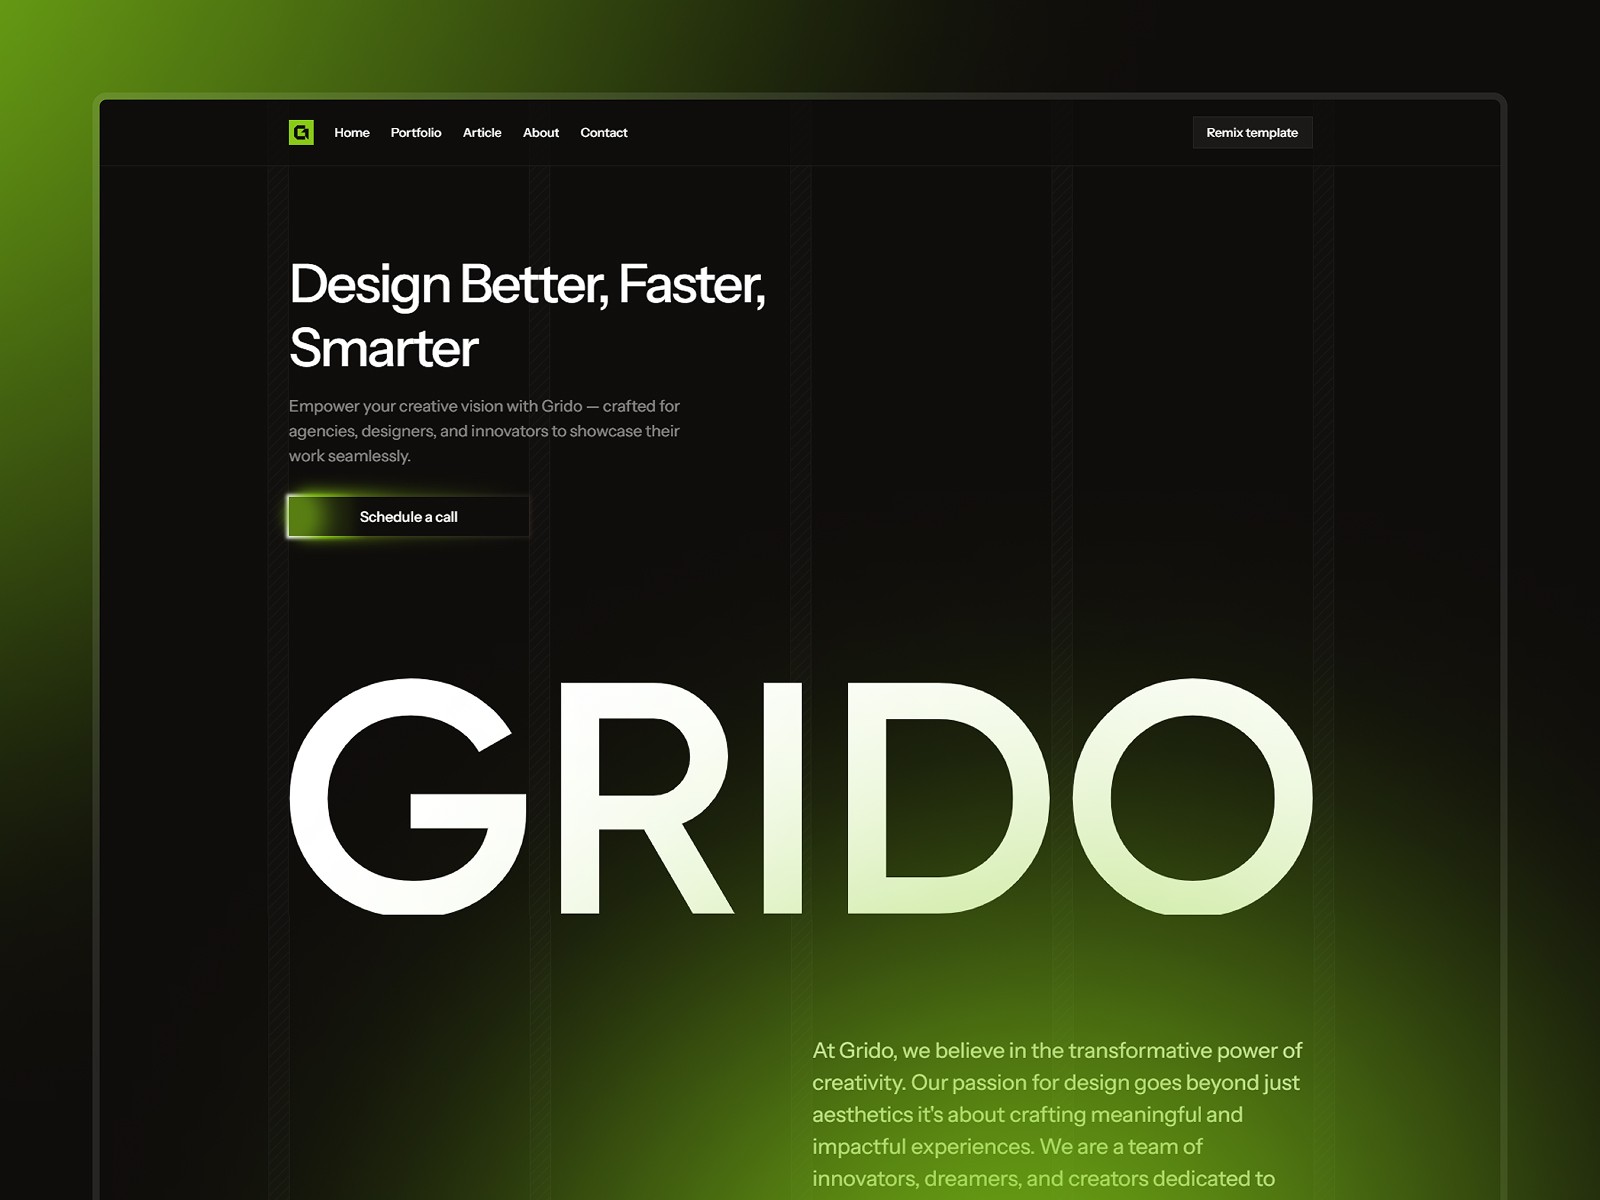 Home Portfolio Article About Contact Remix template
Design Better, Faster,
Smarter
Empower your creative vision with Grido — crafted for
agencies, designers, and innovators to showcase their
work seamlessly.
Schedule a call
GRIDO
At Grido, we believe in the transformative power of
creativity. Our passion for design goes beyond just
aesthetics it's about crafting meaningful and
impactful experiences. We are a team of
innovators, dreamers, and creators dedicated to